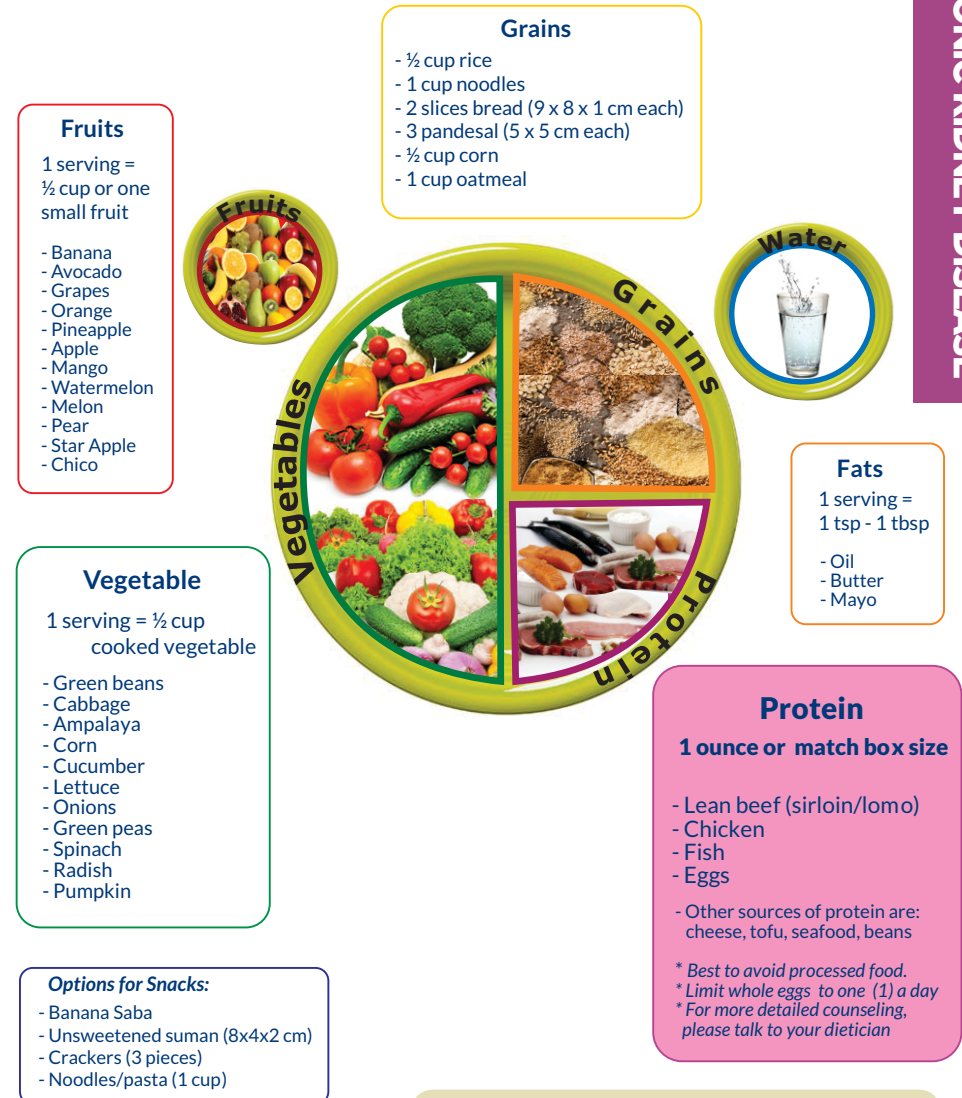 Grains
- ½ cup rice
- 1 cup noodles
- 2 slices bread (9 x 8 x 1 cm each)
- 3 pandesal (5 x 5 cm each)
- ½ cup corn
- 1 cup oatmeal
Fruits
1 serving =
½ cup or one
small fruit
- Banana
- Avocado
- Grapes
- Orange
- Pineapple
- Apple
- Mango
- Watermelon
- Melon
- Pear
- Star Apple
- Chico
Fruits
Vegetables
Grains
Protein
Water
KIDNEY DISEASE
Fats
1 serving =
1 tsp - 1 tbsp
- Oil
- Butter
- Mayo
Vegetable
1 serving = ½ cup
cooked vegetable
- Green beans
- Cabbage
- Ampalaya
- Corn
- Cucumber
- Lettuce
- Onions
- Green peas
- Spinach
- Radish
- Pumpkin
Protein
1 ounce or match box size
- Lean beef (sirloin/lomo)
- Chicken
- Fish
- Eggs
- Other sources of protein are:
cheese, tofu, seafood, beans
* Best to avoid processed food.
* Limit whole eggs to one (1) a day
* For more detailed counseling,
please talk to your dietician
Options for Snacks:
- Banana Saba
- Unsweetened suman (8x4x2 cm)
- Crackers (3 pieces)
- Noodles/pasta (1 cup)